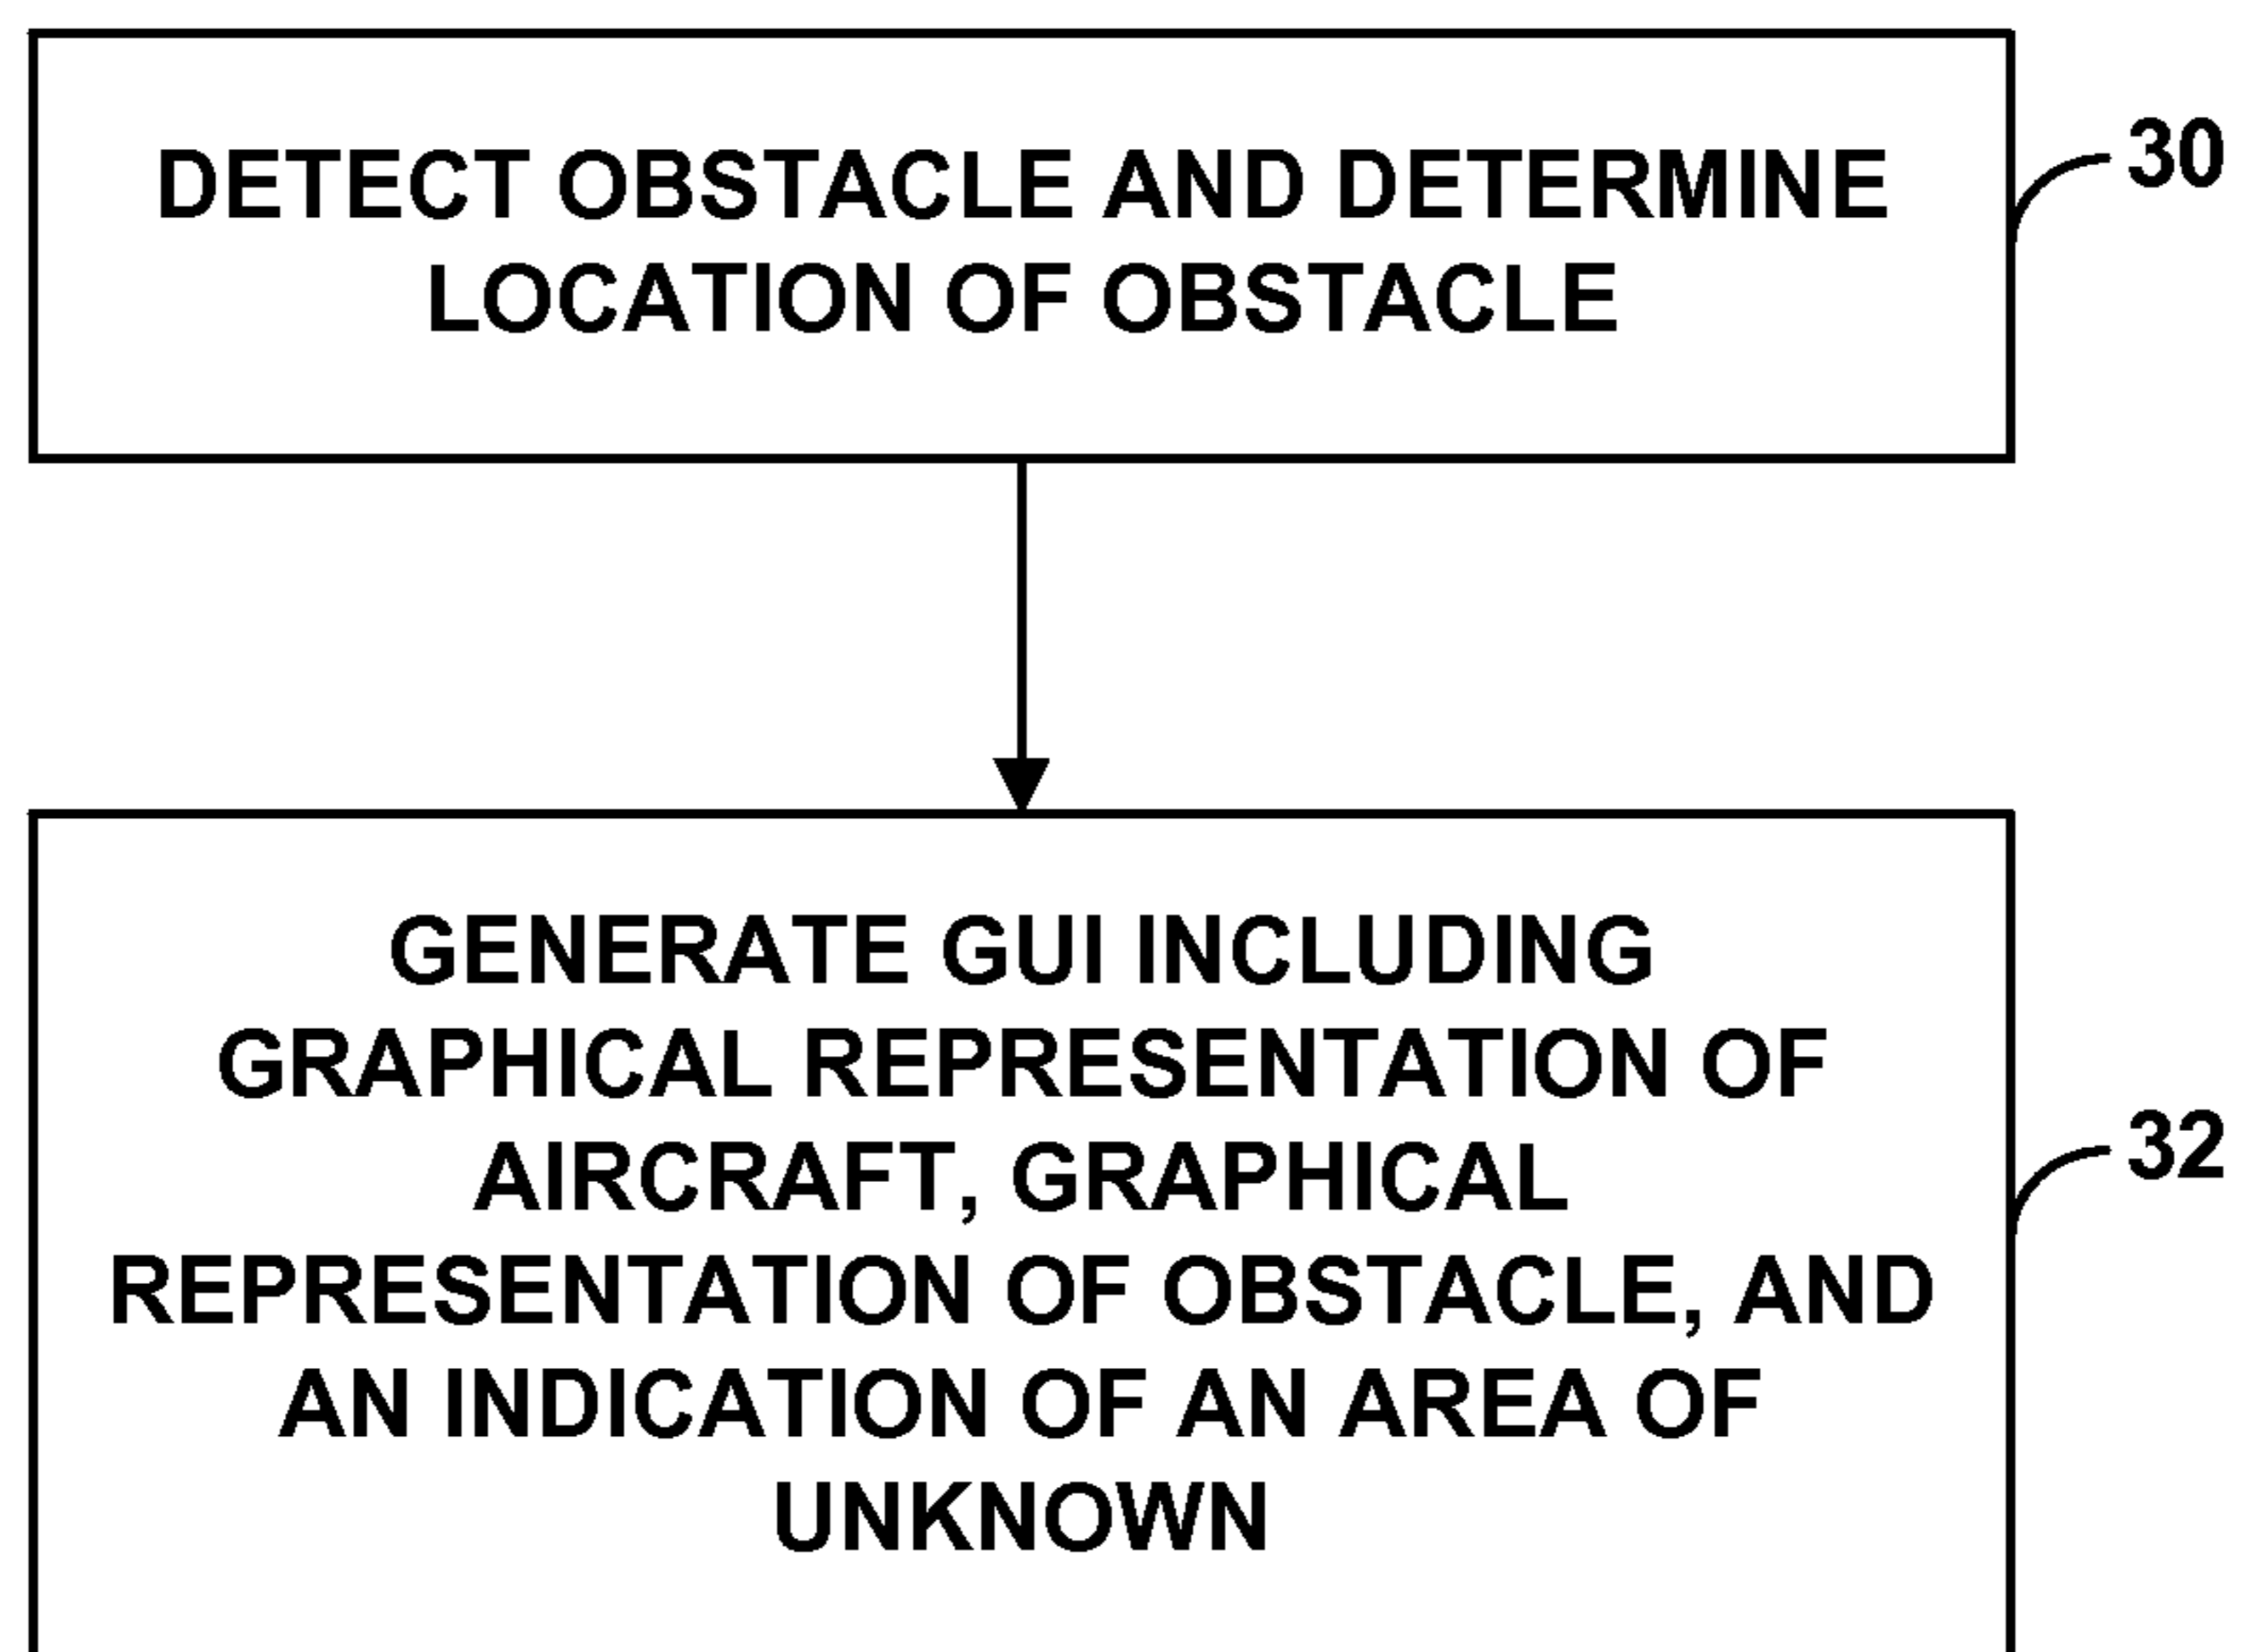 DETECT OBSTACLE AND DETERMINE
LOCATION OF OBSTACLE
30
GENERATE GUI INCLUDING
GRAPHICAL REPRESENTATION OF
AIRCRAFT, GRAPHICAL
REPRESENTATION OF OBSTACLE, AND
AN INDICATION OF AN AREA OF
UNKNOWN
32